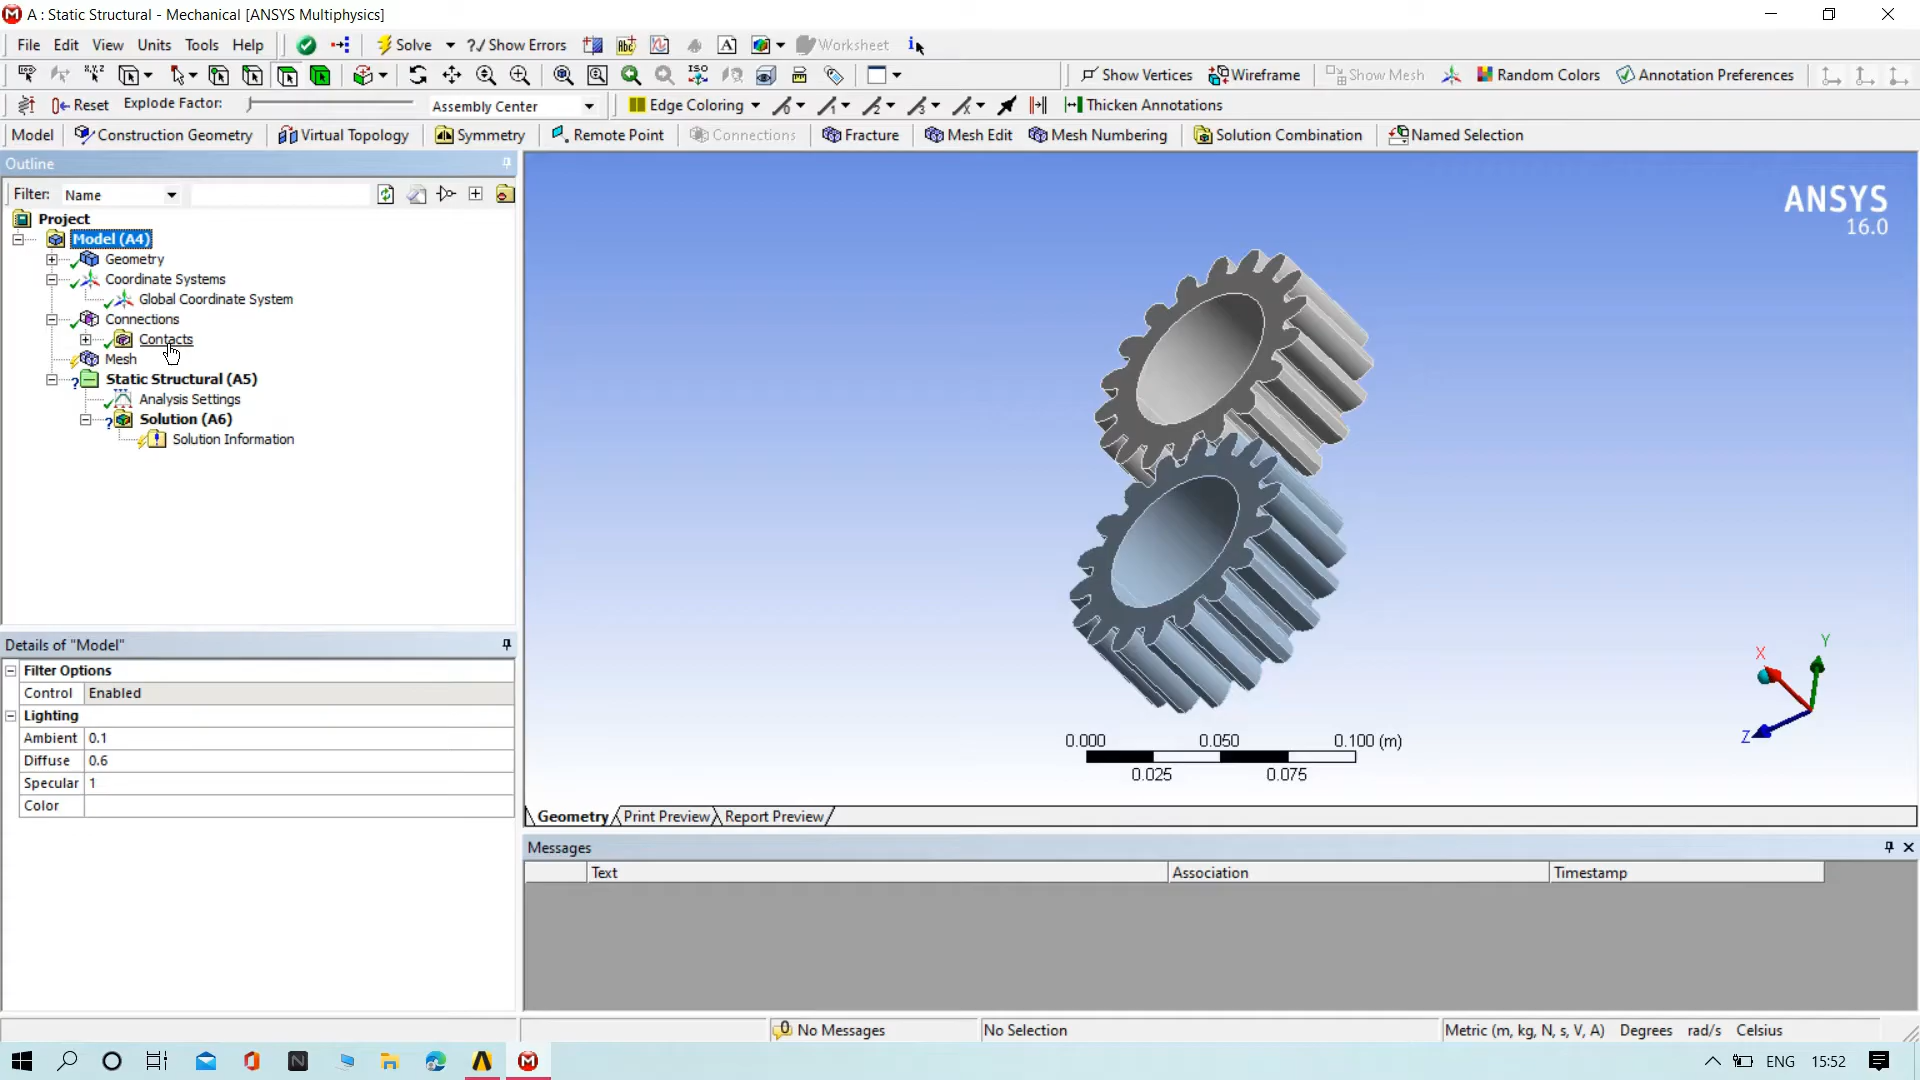 A : Static Structural - Mechanical [ANSYS Multiphysics]
File Edit View Units Tools Help Solve ?/ Show Errors Worksheet
Show Vertices Wireframe Show Mesh Random Colors Annotation Preferences
Reset Explode Factor: Assembly Center Edge Coloring Thicken Annotations
Model Construction Geometry Virtual Topology Symmetry Remote Point Connections Fracture Mesh Edit Mesh Numbering Solution Combination Named Selection
Outline
Filter: Name
Project
Model (A4)
Geometry
Coordinate Systems
Global Coordinate System
Connections
Contacts
Mesh
Static Structural (A5)
Analysis Settings
Solution (A6)
Solution Information
ANSYS
16.0
Y
X
Z
0.000 0.050 0.100 (m)
0.025 0.075
Details of "Model"
Filter Options
Control Enabled
Lighting
Ambient 0.1
Diffuse 0.6
Specular 1
Color
Geometry Print Preview Report Preview
Messages
Text Association Timestamp
0 No Messages No Selection Metric (m, kg, N, s, V, A) Degrees rad/s Celsius
ENG 15:52